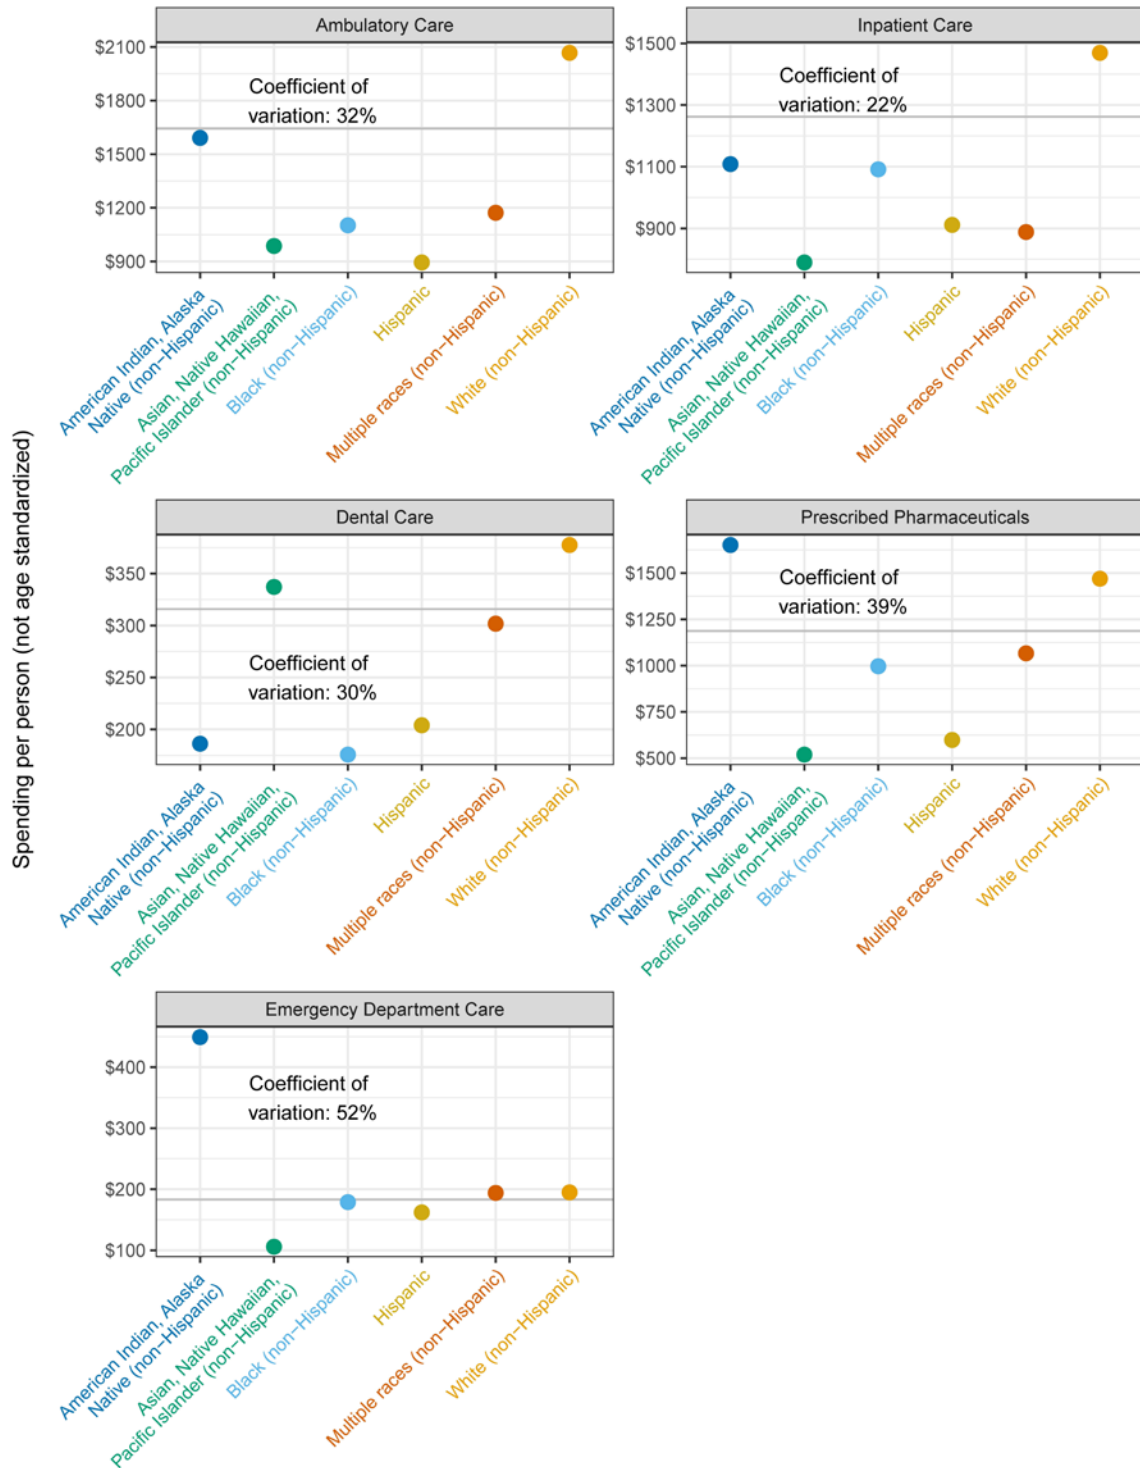 Spending per person (not age standardized)
Ambulatory Care
$2100
$1800
$1500
$1200
$900
Coefficient of
variation: 32%
American Indian, Alaska
Native (non−Hispanic)
Asian, Native Hawaiian,
Pacific Islander (non−Hispanic)
Black (non−Hispanic)
Hispanic
Multiple races (non−Hispanic)
White (non−Hispanic)
Inpatient Care
$1500
$1300
$1100
$900
Coefficient of
variation: 22%
American Indian, Alaska
Native (non−Hispanic)
Asian, Native Hawaiian,
Pacific Islander (non−Hispanic)
Black (non−Hispanic)
Hispanic
Multiple races (non−Hispanic)
White (non−Hispanic)
Dental Care
$350
$300
$250
$200
Coefficient of
variation: 30%
American Indian, Alaska
Native (non−Hispanic)
Asian, Native Hawaiian,
Pacific Islander (non−Hispanic)
Black (non−Hispanic)
Hispanic
Multiple races (non−Hispanic)
White (non−Hispanic)
Prescribed Pharmaceuticals
$1500
$1250
$1000
$750
$500
Coefficient of
variation: 39%
American Indian, Alaska
Native (non−Hispanic)
Asian, Native Hawaiian,
Pacific Islander (non−Hispanic)
Black (non−Hispanic)
Hispanic
Multiple races (non−Hispanic)
White (non−Hispanic)
Emergency Department Care
$400
$300
$200
$100
Coefficient of
variation: 52%
American Indian, Alaska
Native (non−Hispanic)
Asian, Native Hawaiian,
Pacific Islander (non−Hispanic)
Black (non−Hispanic)
Hispanic
Multiple races (non−Hispanic)
White (non−Hispanic)